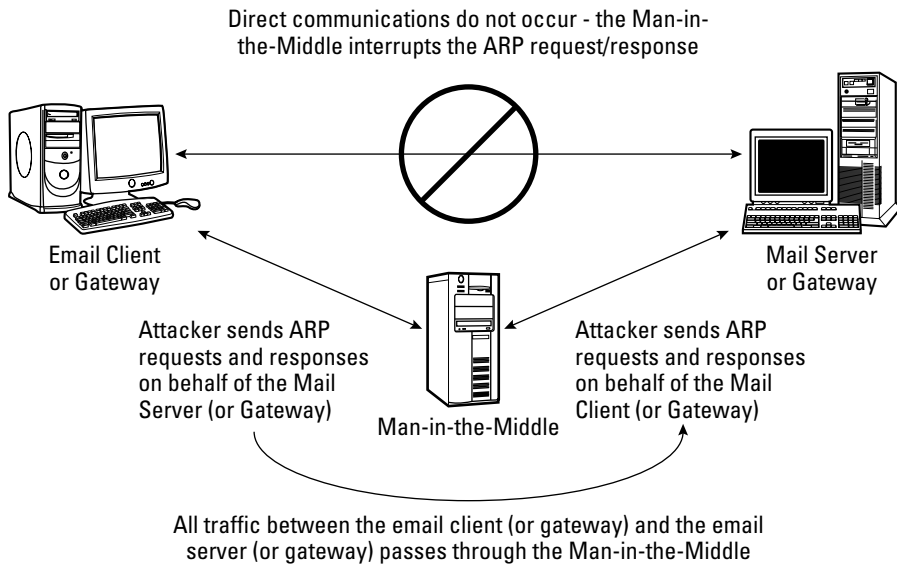 Direct communications do not occur - the Man-in-
the-Middle interrupts the ARP request/response
Email Client
or Gateway
Mail Server
or Gateway
Attacker sends ARP
requests and responses
on behalf of the Mail
Server (or Gateway)
Man-in-the-Middle
Attacker sends ARP
requests and responses
on behalf of the Mail
Client (or Gateway)
All traffic between the email client (or gateway) and the email
server (or gateway) passes through the Man-in-the-Middle